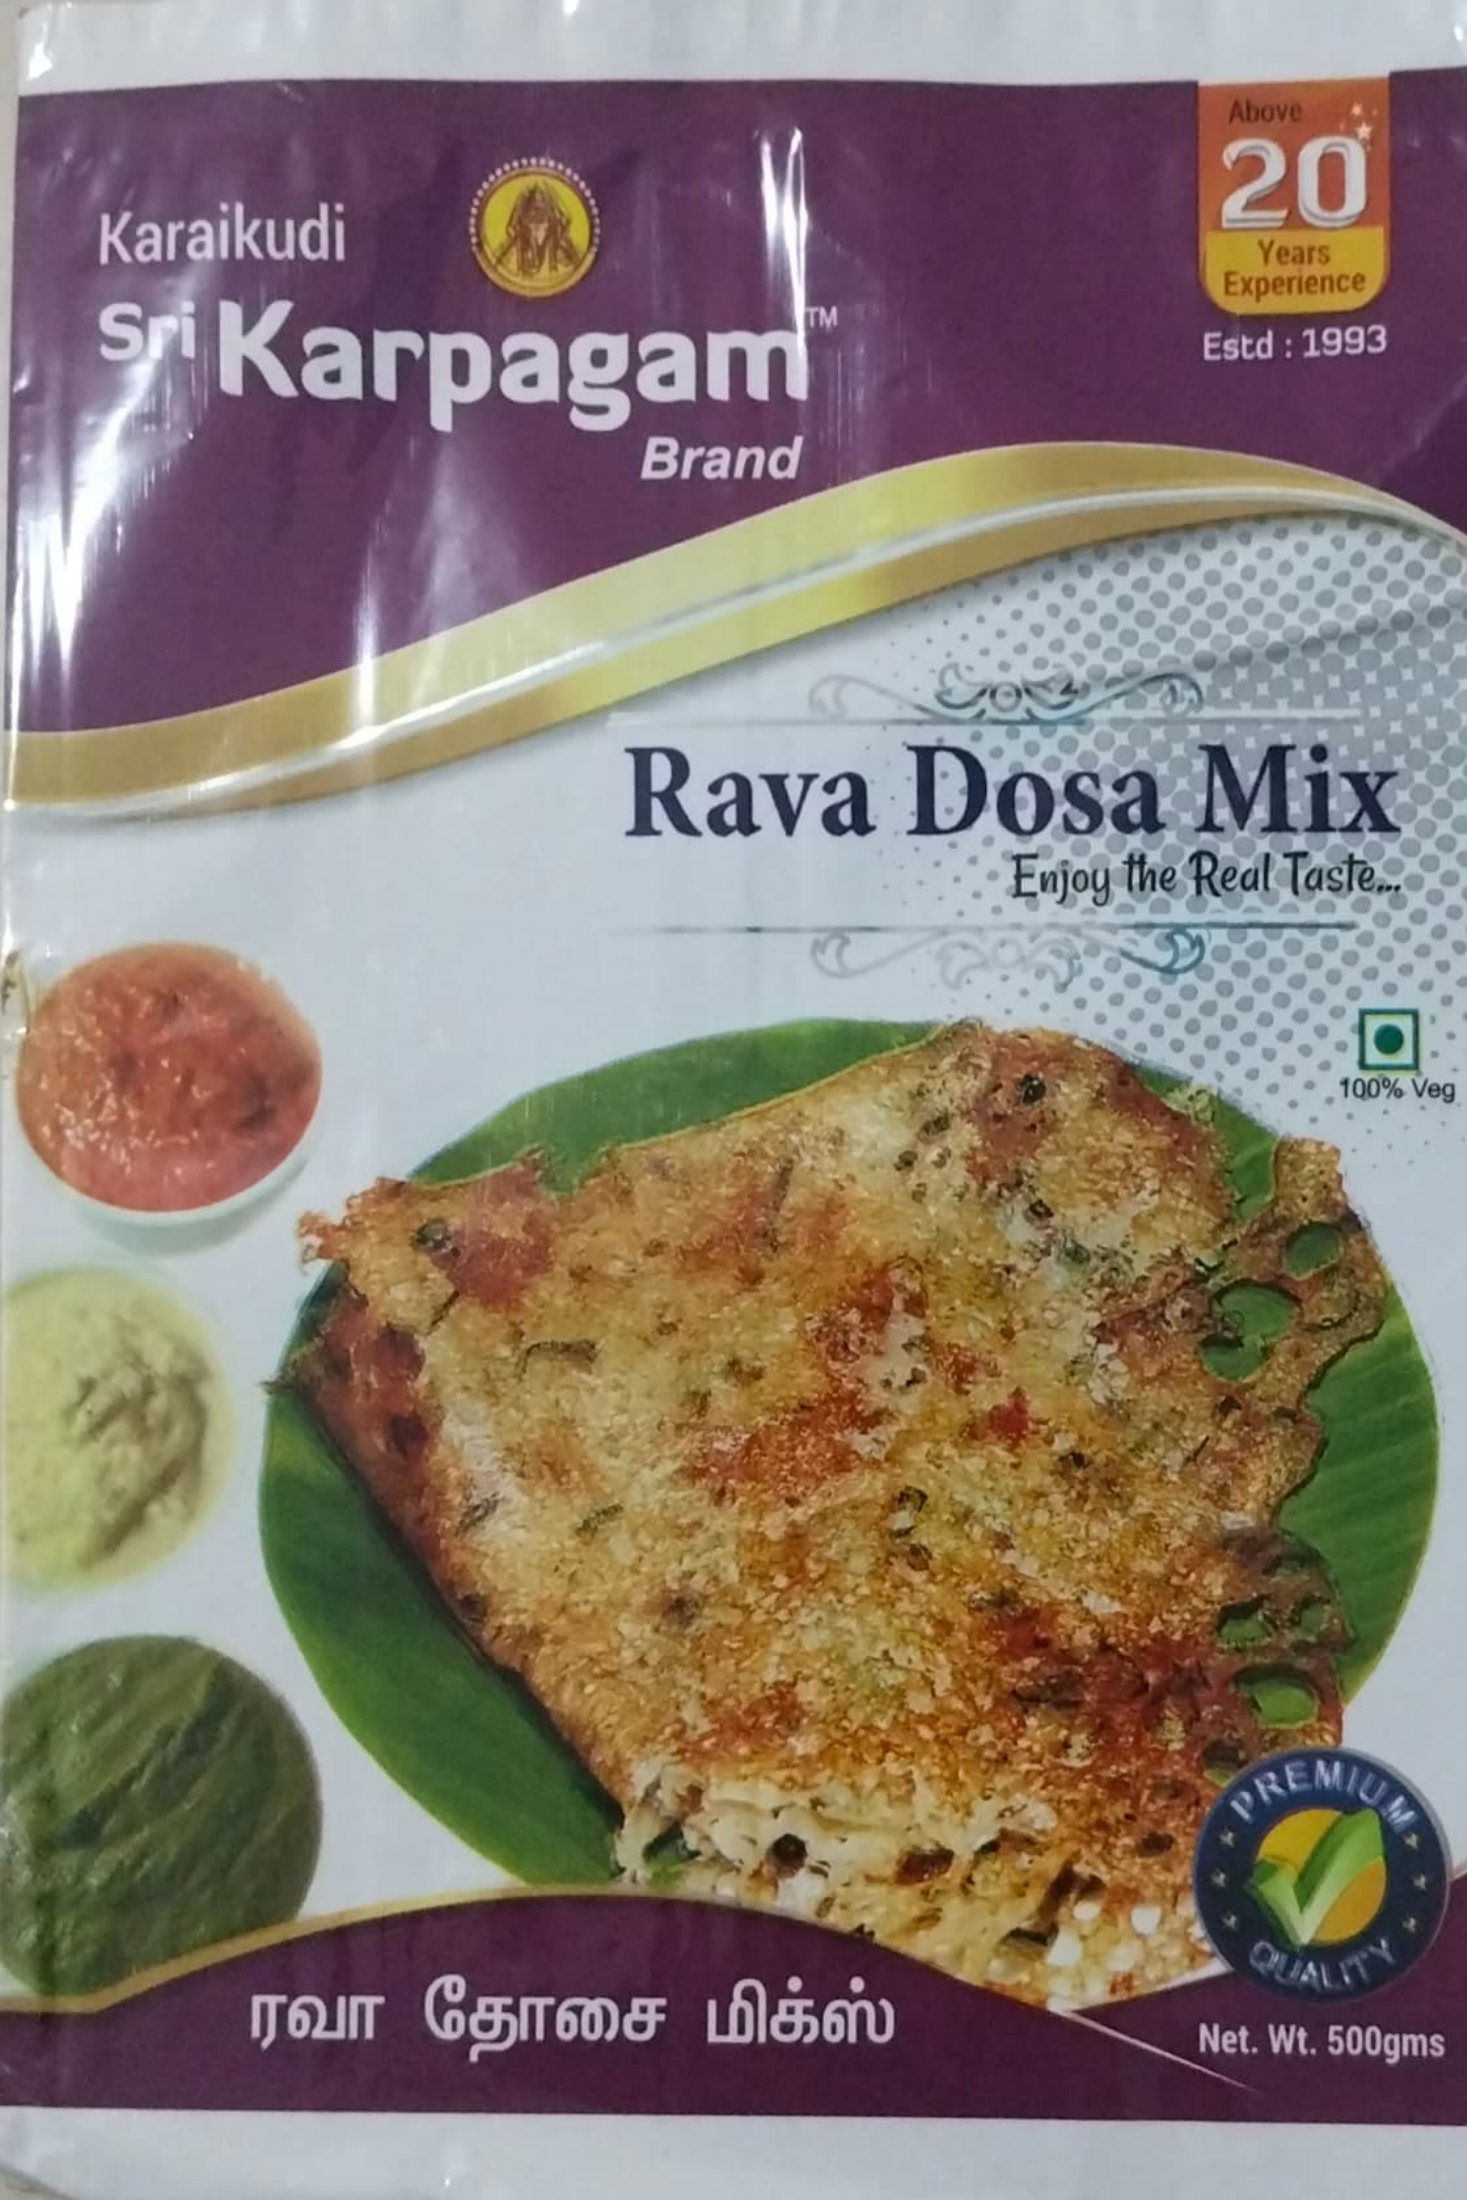 Above
20
Years
Experience
Estd : 1993
Karaikudi
Sri Karpagam™
Brand
Rava Dosa Mix
Enjoy the Real Taste...
100% Veg
PREMIUM
QUALITY
ரவா தோசை மிக்ஸ்
Net. Wt. 500gms